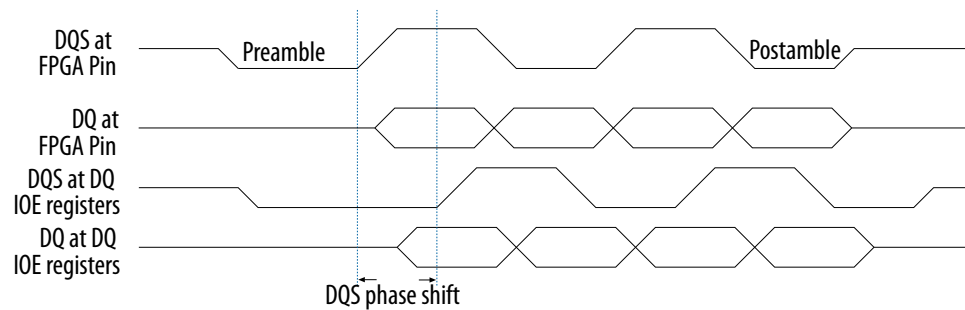 DQS at
FPGA Pin
Preamble
Postamble
DQ at
FPGA Pin
DQS at DQ
IOE registers
DQ at DQ
IOE registers
DQS phase shift